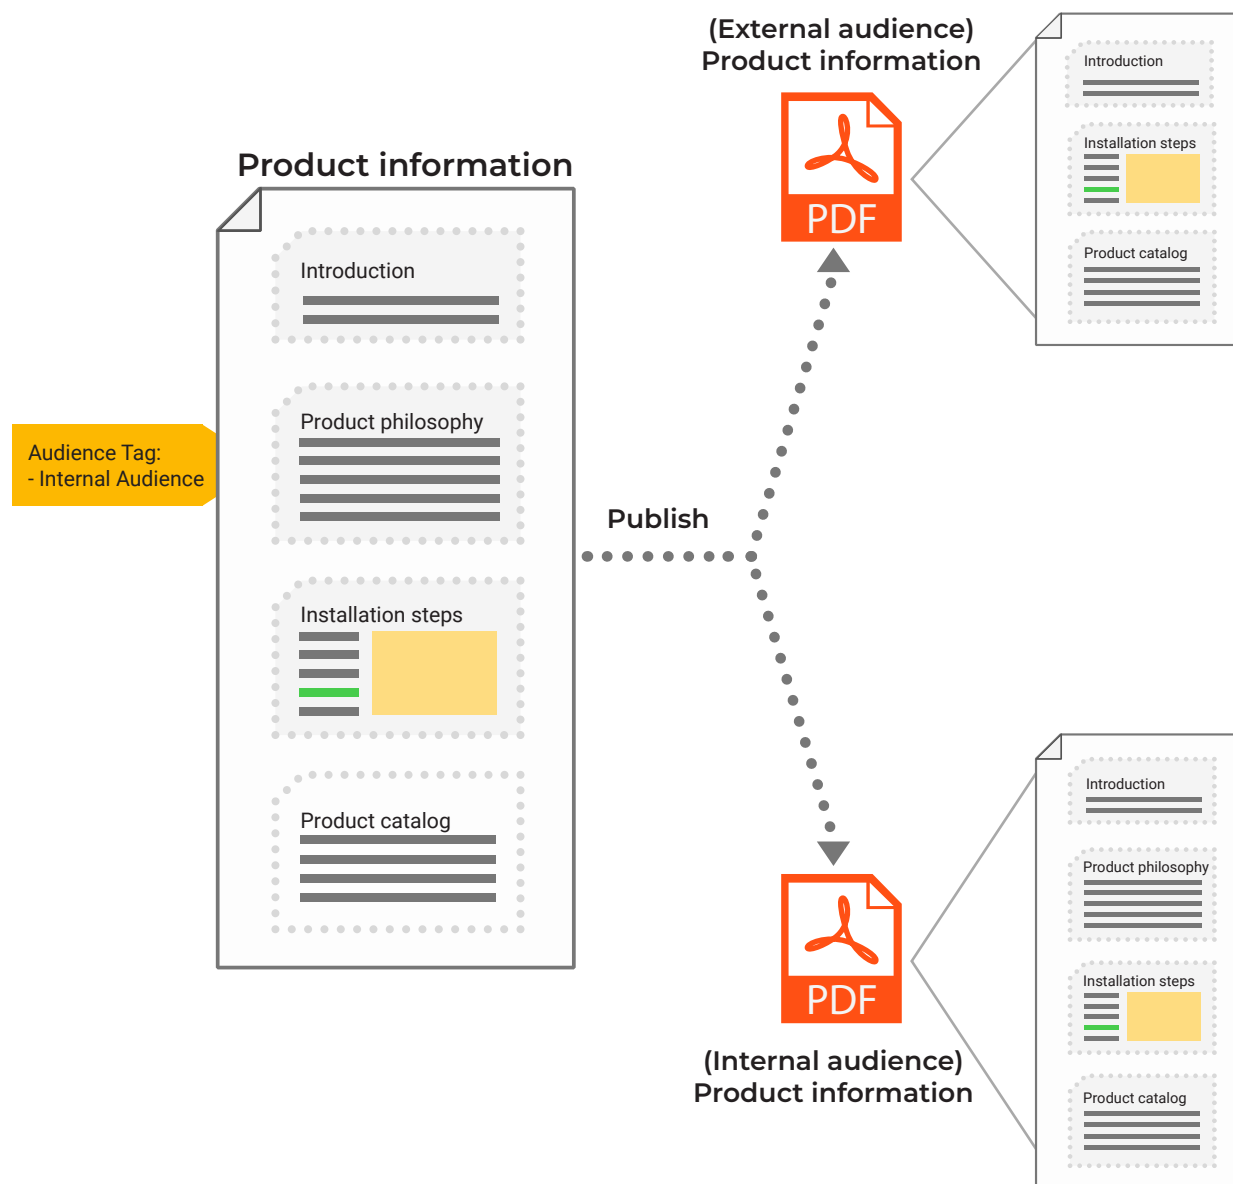 Product information
Introduction
Product philosophy
Installation steps
Product catalog
Audience Tag:
- Internal Audience
Publish
(External audience)
Product information
PDF
Introduction
Installation steps
Product catalog
PDF
(Internal audience)
Product information
Introduction
Product philosophy
Installation steps
Product catalog